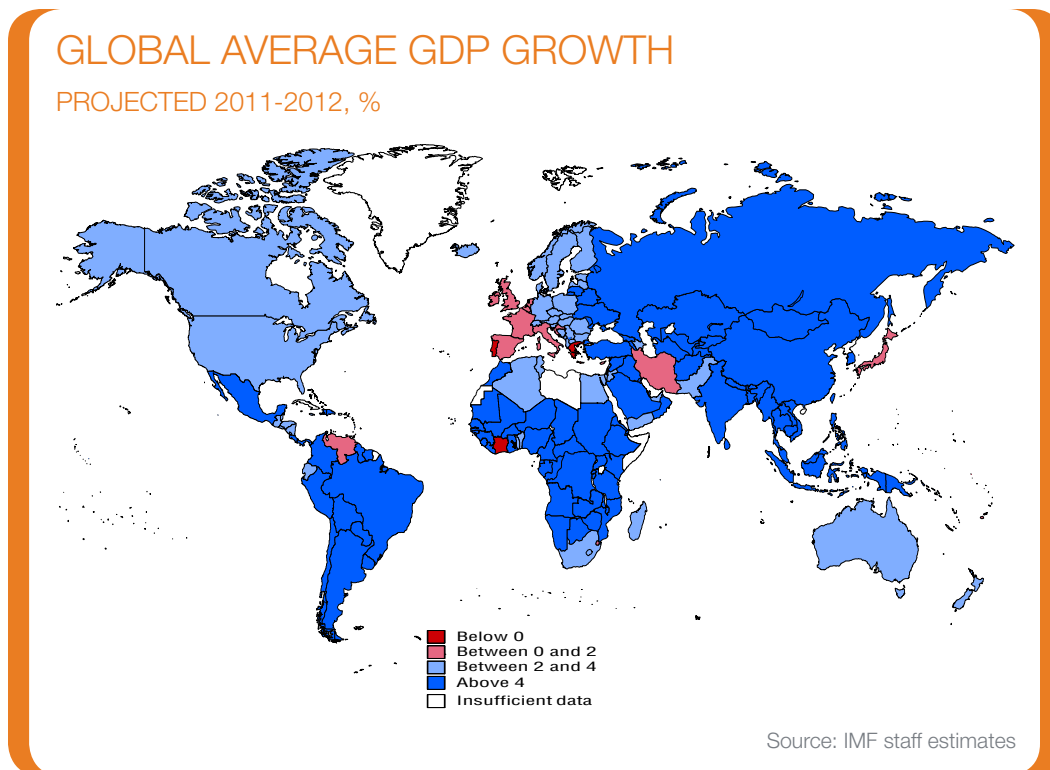 GLOBAL AVERAGE GDP GROWTH
PROJECTED 2011-2012, %
Below 0
Between 0 and 2
Between 2 and 4
Above 4
Insufficient data
Source: IMF staff estimates